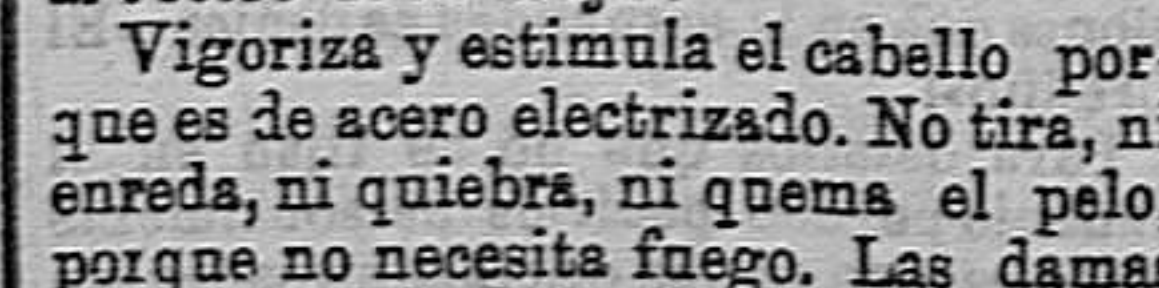 Vigoriza y estimula el cabello por-
que es de acero electrizado. No tira, ni
enreda, ni quiebra, ni quema el pelo
porque no necesita fuego. Las damas